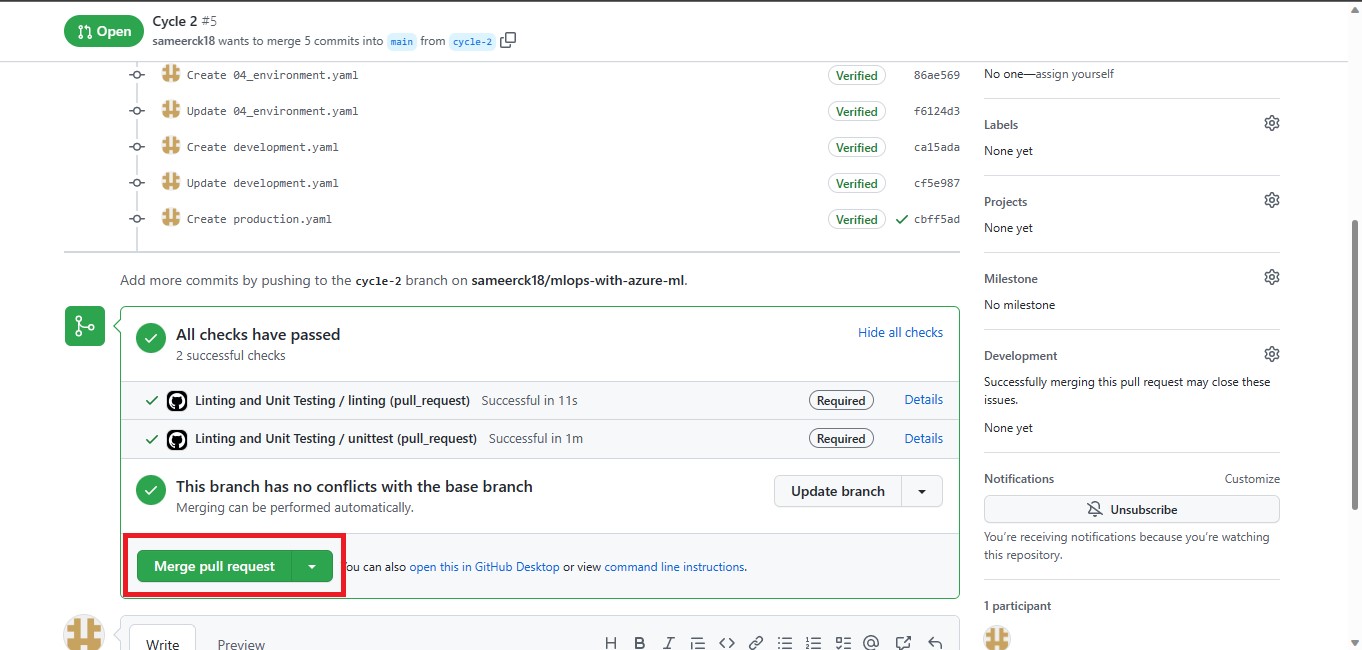 Open
Cycle 2 #5
sameerck18 wants to merge 5 commits into main from cycle-2
Create 04_environment.yaml Verified 86ae569
Update 04_environment.yaml Verified f6124d3
Create development.yaml Verified ca15ada
Update development.yaml Verified cf5e987
Create production.yaml Verified cbff5ad
Add more commits by pushing to the cycle-2 branch on sameerck18/mlops-with-azure-ml.
All checks have passed Hide all checks
2 successful checks
Linting and Unit Testing / linting (pull_request) Successful in 11s Required Details
Linting and Unit Testing / unittest (pull_request) Successful in 1m Required Details
This branch has no conflicts with the base branch Update branch
Merging can be performed automatically.
Merge pull request ou can also open this in GitHub Desktop or view command line instructions.
Write Preview H B I
No one—assign yourself
Labels
None yet
Projects
None yet
Milestone
No milestone
Development
Successfully merging this pull request may close these
issues.
None yet
Notifications Customize
Unsubscribe
You're receiving notifications because you're watching
this repository.
1 participant